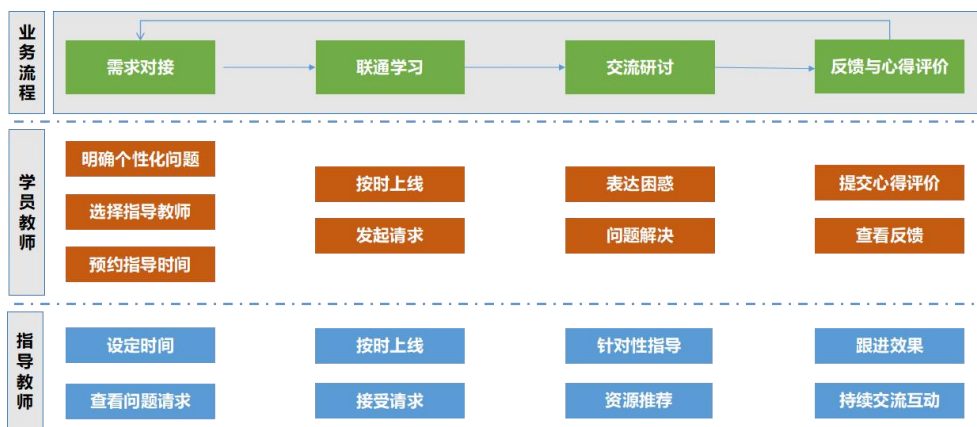 业务流程
需求对接
联通学习
交流研讨
反馈与心得评价
学员教师
明确个性化问题
选择指导教师
预约指导时间
按时上线
发起请求
表达困惑
问题解决
提交心得评价
查看反馈
指导教师
设定时间
查看问题请求
按时上线
接受请求
针对性指导
资源推荐
跟进效果
持续交流互动